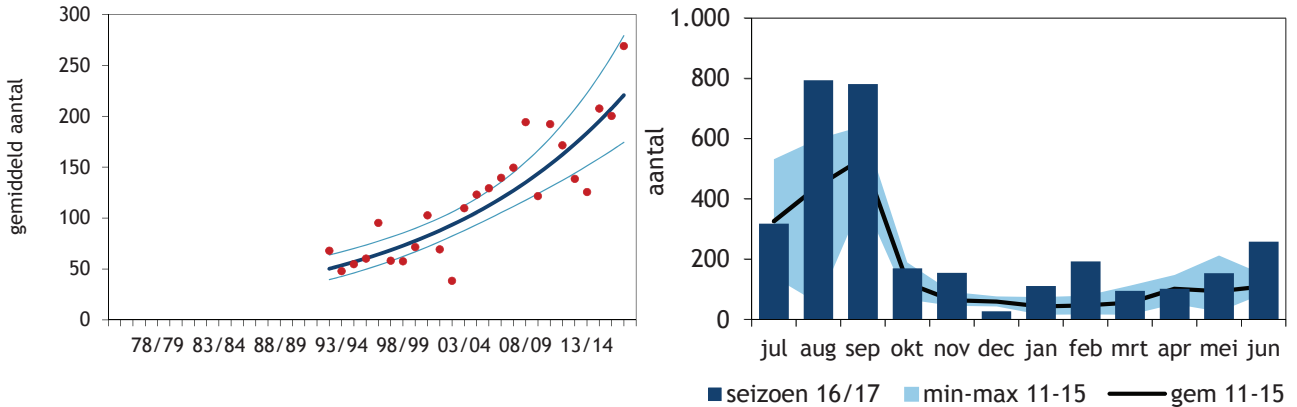 gemiddeld aantal
300
250
200
150
100
50
0
78/79 83/84 88/89 93/94 98/99 03/04 08/09 13/14
aantal
1.000
800
600
400
200
0
jul aug sep okt nov dec jan feb mrt apr mei jun
seizoen 16/17 min-max 11-15 gem 11-15